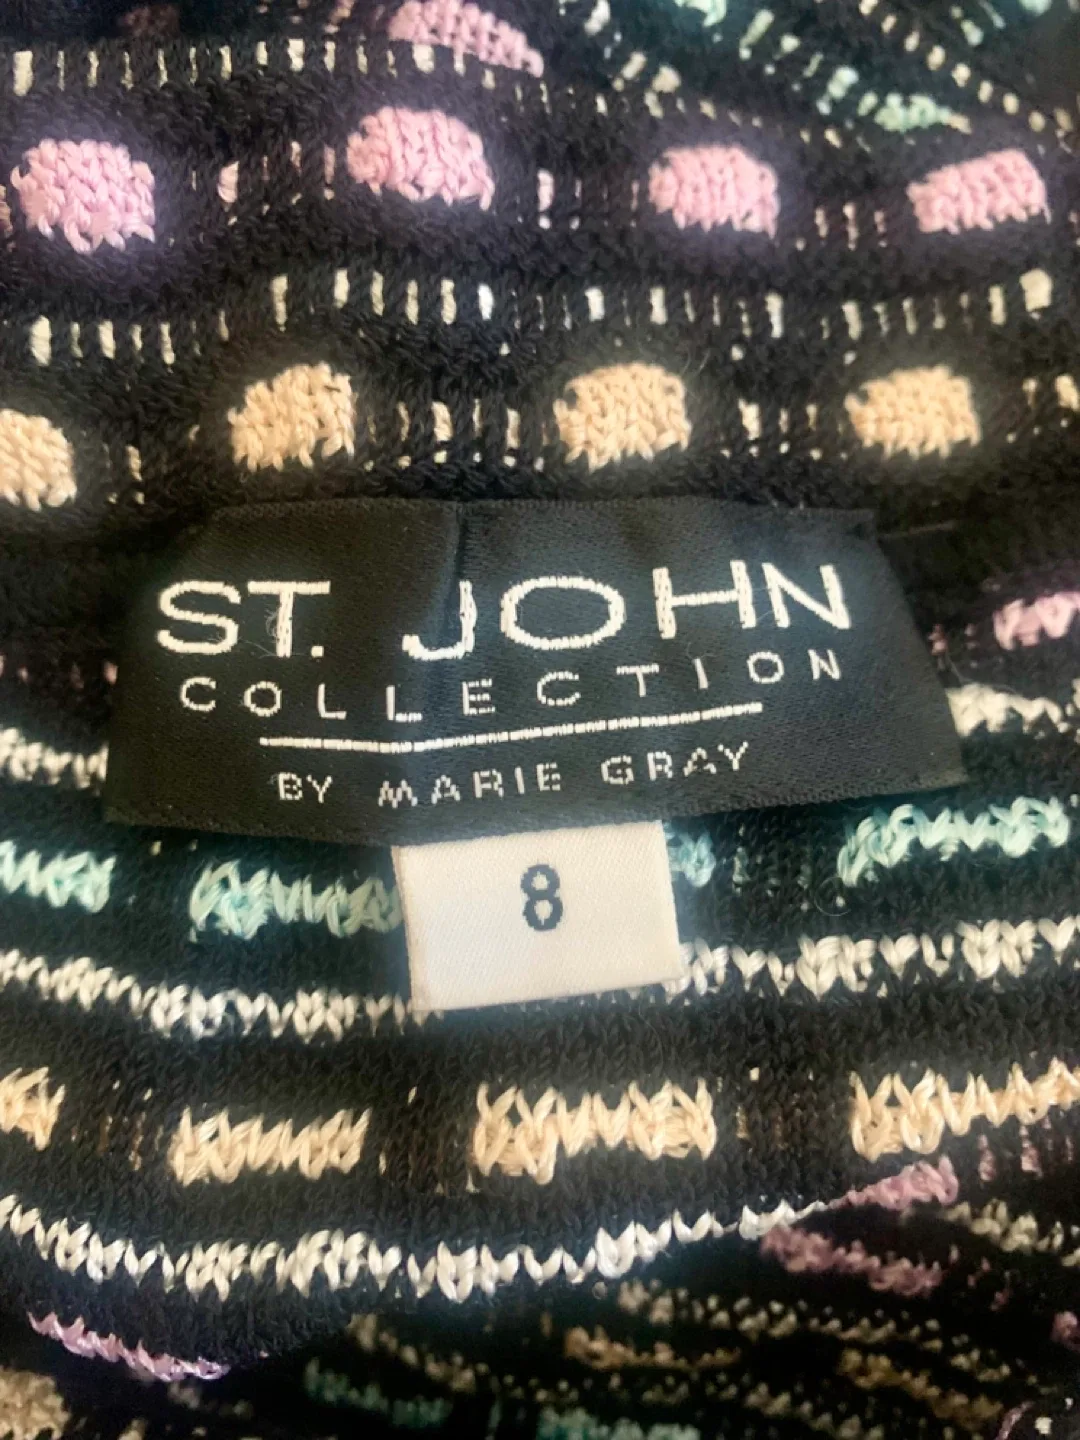 ST. JOHN
COLLECTION
BY MARIE GRAY
8